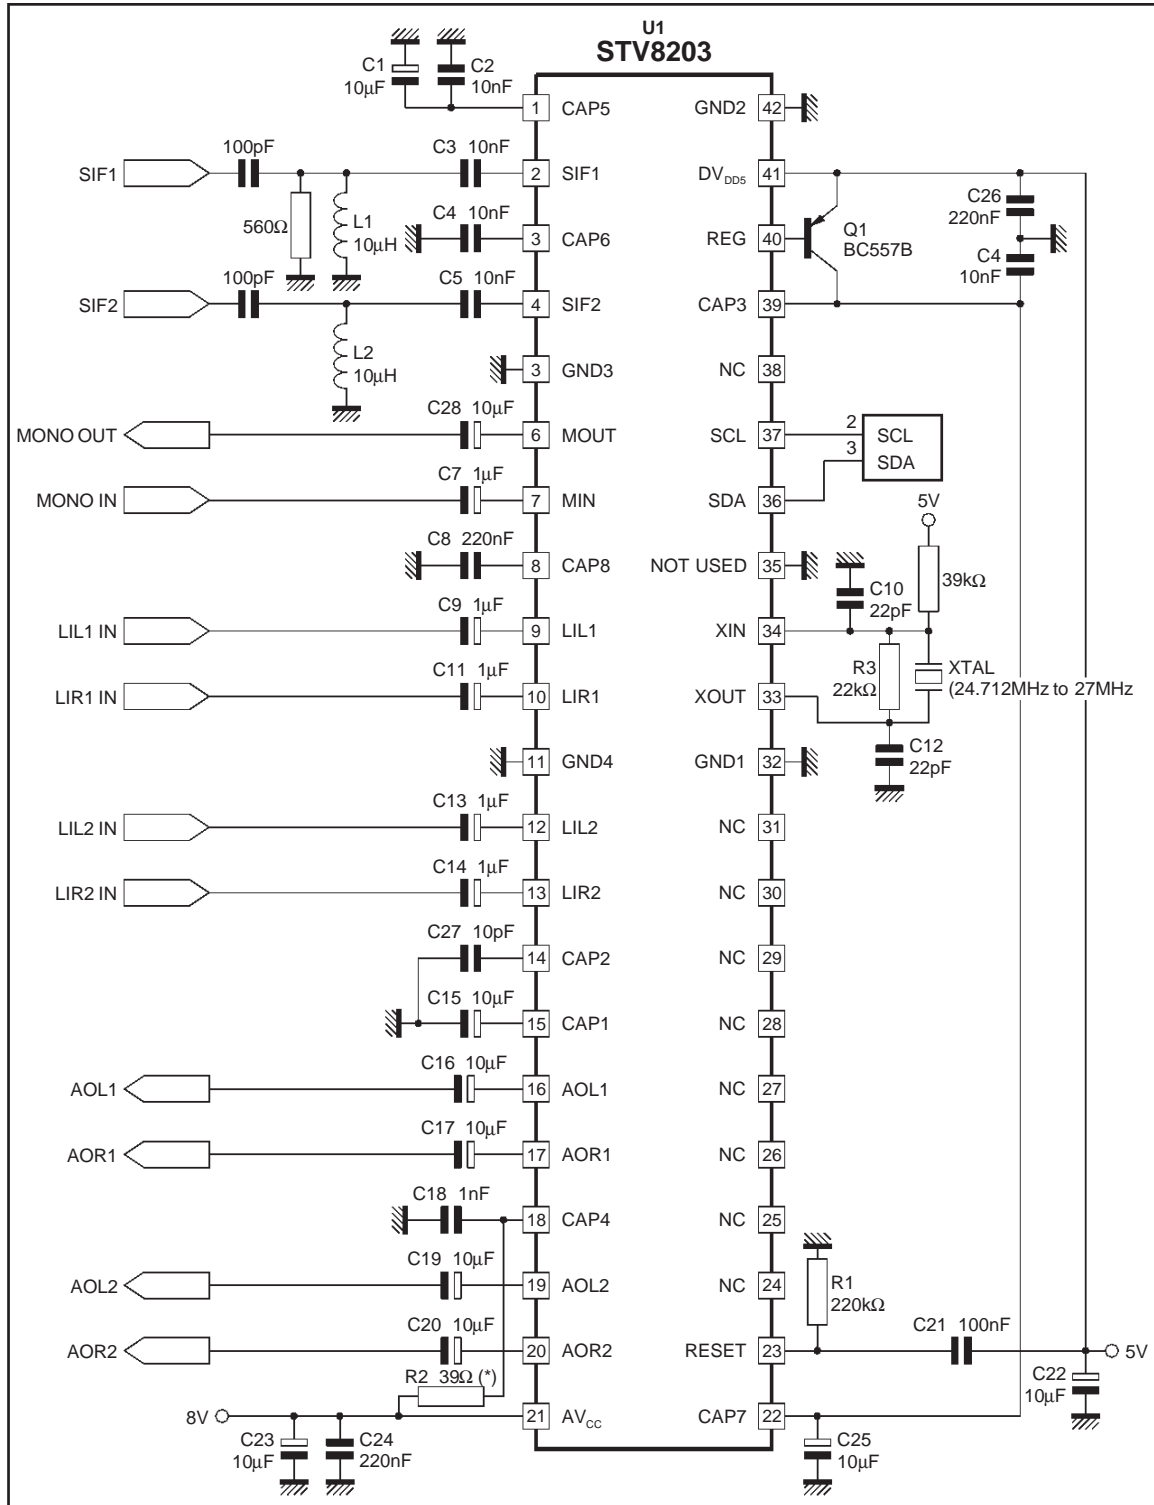 U1
STV8203
C1
10µF
C2
10nF
1 CAP5
GND2 42
100pF
C3 10nF
SIF1
2 SIF1
DVDD5 41
C26
220nF
560Ω
L1
10µH
C4 10nF
3 CAP6
REG 40
Q1
BC557B
C4
10nF
100pF
C5 10nF
SIF2
4 SIF2
CAP3 39
L2
10µH
3 GND3
NC 38
C28 10µF
MONO OUT
6 MOUT
SCL 37
2
SCL
3
SDA
C7 1µF
MONO IN
7 MIN
SDA 36
5V
C8 220nF
8 CAP8
NOT USED 35
39kΩ
C10
22pF
C9 1µF
LIL1 IN
9 LIL1
XIN 34
R3
22kΩ
XTAL
(24.712MHz to 27MHz
C11 1µF
LIR1 IN
10 LIR1
XOUT 33
C12
22pF
11 GND4
GND1 32
C13 1µF
LIL2 IN
12 LIL2
NC 31
C14 1µF
LIR2 IN
13 LIR2
NC 30
C27 10pF
14 CAP2
NC 29
C15 10µF
15 CAP1
NC 28
C16 10µF
AOL1
16 AOL1
NC 27
C17 10µF
AOR1
17 AOR1
NC 26
C18 1nF
18 CAP4
NC 25
C19 10µF
AOL2
19 AOL2
NC 24
R1
220kΩ
C20 10µF
AOR2
20 AOR2
RESET 23
C21 100nF
5V
R2 39Ω (*)
C22
10µF
8V
21 AVCC
CAP7 22
C23
10µF
C24
220nF
C25
10µF